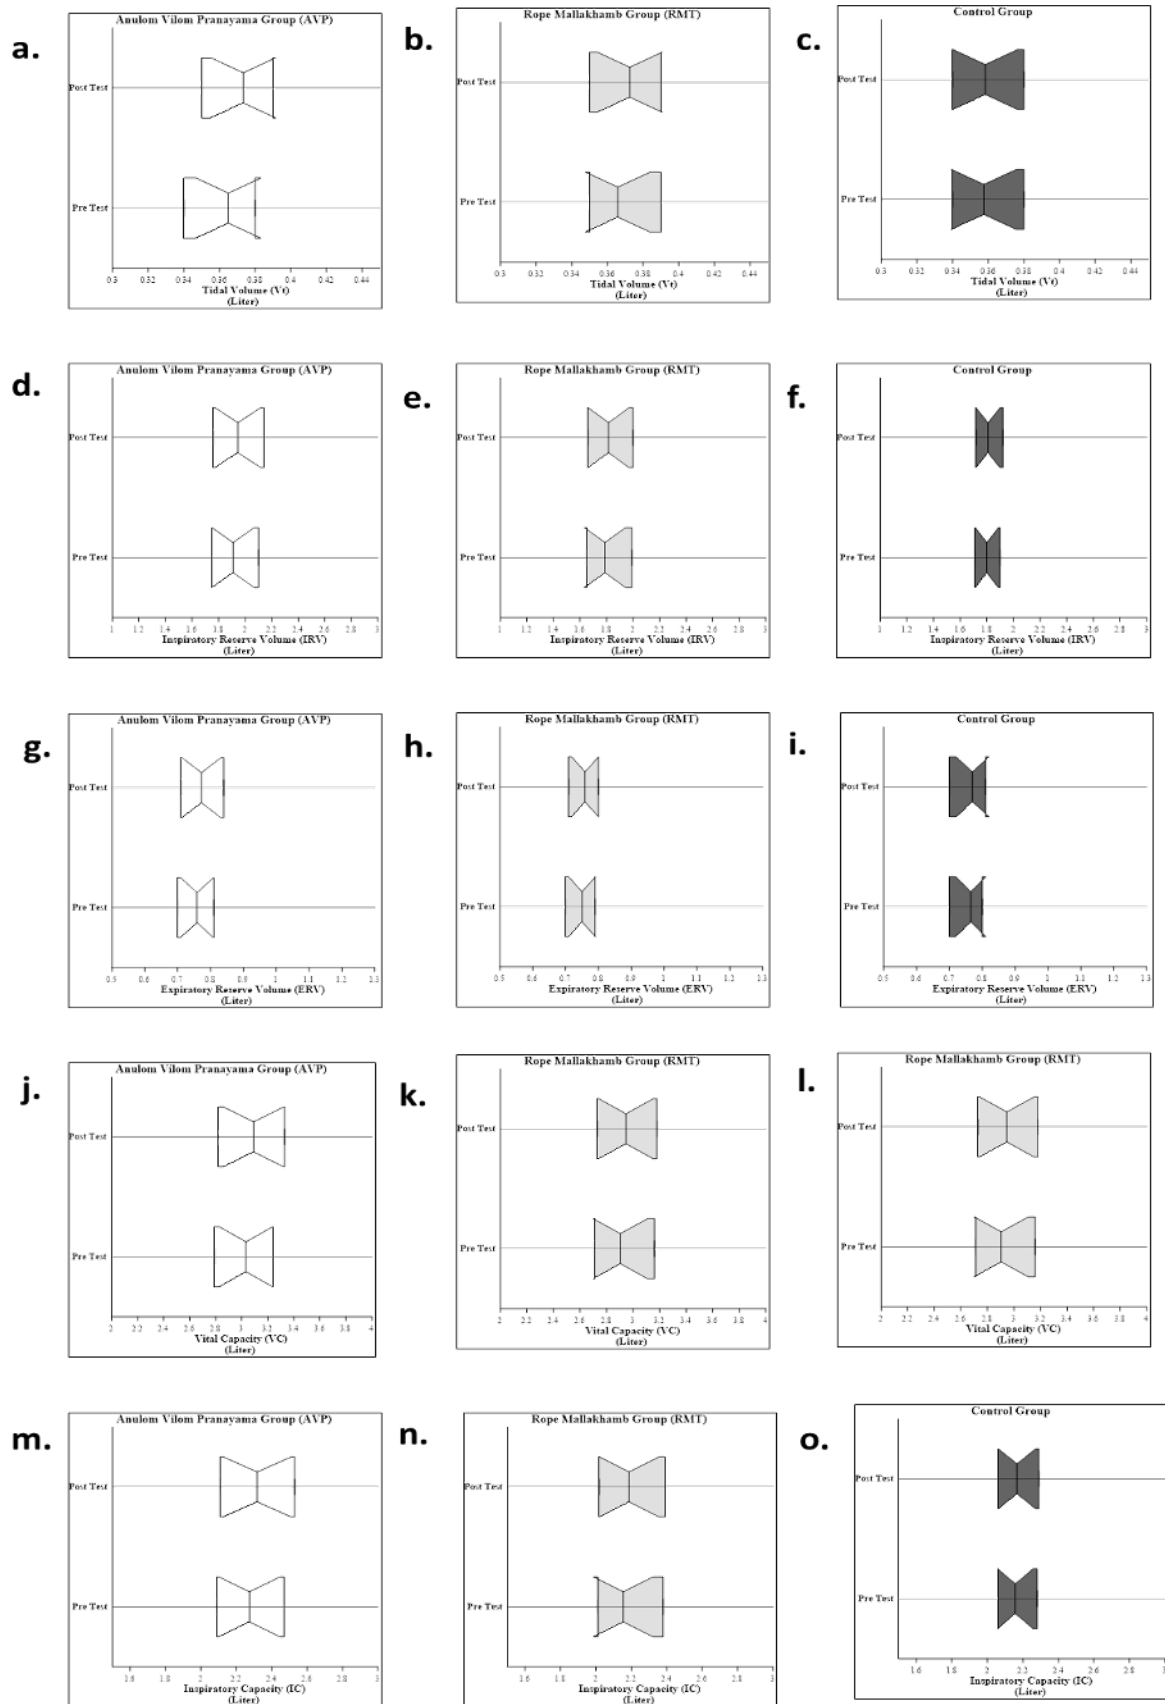 a.
Anulom Vilom Pranayama Group (AVP)
Post Test
Pre Test
0.3 0.32 0.34 0.36 0.38 0.4 0.42 0.44
Tidal Volume (Vt)
(Liter)
b.
Rope Mallakhamb Group (RMT)
Post Test
Pre Test
0.3 0.32 0.34 0.36 0.38 0.4 0.42 0.44
Tidal Volume (Vt)
(Liter)
c.
Control Group
Post Test
Pre Test
0.3 0.32 0.34 0.36 0.38 0.4 0.42 0.44
Tidal Volume (Vt)
(Liter)
d.
Anulom Vilom Pranayama Group (AVP)
Post Test
Pre Test
1 1.2 1.4 1.6 1.8 2 2.2 2.4 2.6 2.8 3
Inspiratory Reserve Volume (IRV)
(Liter)
e.
Rope Mallakhamb Group (RMT)
Post Test
Pre Test
1 1.2 1.4 1.6 1.8 2 2.2 2.4 2.6 2.8 3
Inspiratory Reserve Volume (IRV)
(Liter)
f.
Control Group
Post Test
Pre Test
1 1.2 1.4 1.6 1.8 2 2.2 2.4 2.6 2.8 3
Inspiratory Reserve Volume (IRV)
(Liter)
g.
Anulom Vilom Pranayama Group (AVP)
Post Test
Pre Test
0.5 0.6 0.7 0.8 0.9 1 1.1 1.2 1.3
Expiratory Reserve Volume (ERV)
(Liter)
h.
Rope Mallakhamb Group (RMT)
Post Test
Pre Test
0.5 0.6 0.7 0.8 0.9 1 1.1 1.2 1.3
Expiratory Reserve Volume (ERV)
(Liter)
i.
Control Group
Post Test
Pre Test
0.5 0.6 0.7 0.8 0.9 1 1.1 1.2 1.3
Expiratory Reserve Volume (ERV)
(Liter)
j.
Anulom Vilom Pranayama Group (AVP)
Post Test
Pre Test
2 2.2 2.4 2.6 2.8 3 3.2 3.4 3.6 3.8 4
Vital Capacity (VC)
(Liter)
k.
Rope Mallakhamb Group (RMT)
Post Test
Pre Test
2 2.2 2.4 2.6 2.8 3 3.2 3.4 3.6 3.8 4
Vital Capacity (VC)
(Liter)
l.
Rope Mallakhamb Group (RMT)
Post Test
Pre Test
2 2.2 2.4 2.6 2.8 3 3.2 3.4 3.6 3.8 4
Vital Capacity (VC)
(Liter)
m.
Anulom Vilom Pranayama Group (AVP)
Post Test
Pre Test
1.6 1.8 2 2.2 2.4 2.6 2.8 3
Inspiratory Capacity (IC)
(Liter)
n.
Rope Mallakhamb Group (RMT)
Post Test
Pre Test
1.6 1.8 2 2.2 2.4 2.6 2.8 3
Inspiratory Capacity (IC)
(Liter)
o.
Control Group
Post Test
Pre Test
1.6 1.8 2 2.2 2.4 2.6 2.8 3
Inspiratory Capacity (IC)
(Liter)